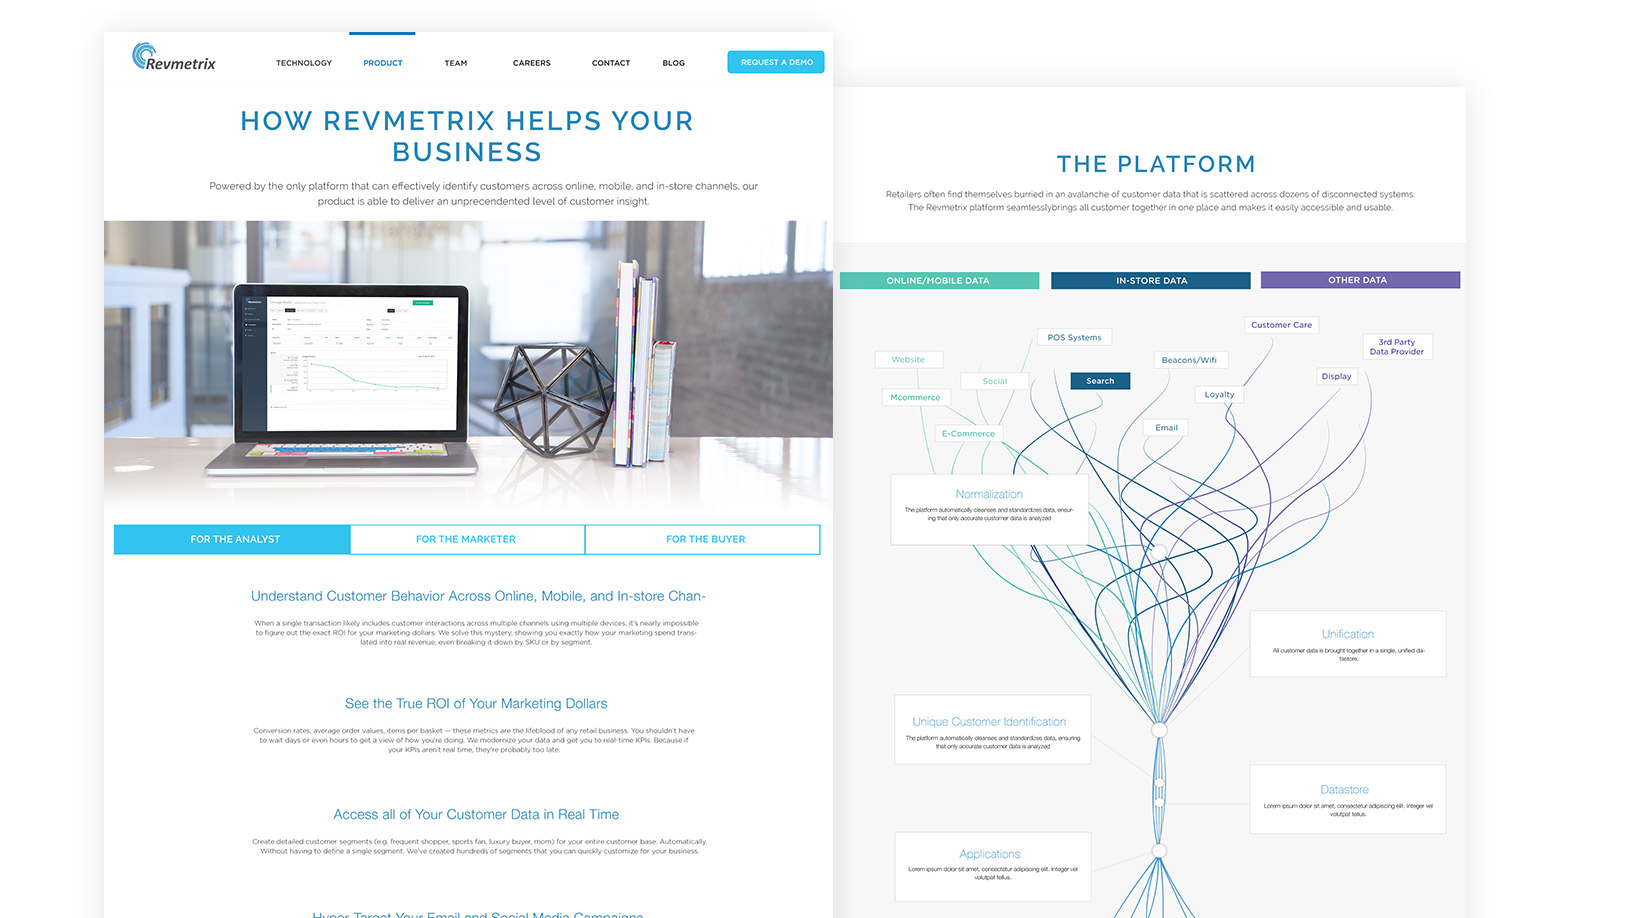 Revmetrix
TECHNOLOGY
PRODUCT
TEAM
CAREERS
CONTACT
BLOG
REQUEST A DEMO
HOW REVMETRIX HELPS YOUR
BUSINESS
Powered by the only platform that can effectively identify customers across online, mobile, and in-store channels, our
product is able to deliver an unprecendented level of customer insight.
FOR THE ANALYST
FOR THE MARKETER
FOR THE BUYER
Understand Customer Behavior Across Online, Mobile, and In-store Chan-
When a single transaction likely includes customer interactions across multiple channels using multiple devices, it's nearly impossible
to figure out the exact ROI for your marketing dollars. We solve this mystery, showing you exactly how your marketing spend trans-
lated into real revenue, even breaking it down by SKU or by segment.
See the True ROI of Your Marketing Dollars
Conversion rates, average order values, items per basket — these metrics are the lifeblood of any retail business. You shouldn't have
to wait days or even hours to get a view of how you're doing. We modernize your data and get you to real-time KPIs. Because if
your KPIs aren't real time, they're probably too late.
Access all of Your Customer Data in Real Time
Create detailed customer segments (e.g. frequent shopper, sports fan, luxury buyer, mom) for your entire customer base. Automatically.
Without having to define a single segment. We've created hundreds of segments that you can quickly customize for your business.
Hyper Target Your Email and Social Media Campaigns
THE PLATFORM
Retailers often find themselves burried in an avalanche of customer data that is scattered across dozens of disconnected systems.
The Revmetrix platform seamlesslybrings all customer together in one place and makes it easily accessible and usable.
ONLINE/MOBILE DATA
IN-STORE DATA
OTHER DATA
Customer Care
POS Systems
3rd Party
Data Provider
Website
Beacons/Wifi
Social
Search
Display
Mcommerce
Loyalty
E-Commerce
Email
Normalization
The platform automatically cleanses and standardizes data, ensur-
ing that only accurate customer data is analyzed
Unification
All customer data is brought together in a single, unified da-
tastore.
Unique Customer Identification
The platform automatically cleanses and standardizes data, ensuring
that only accurate customer data is analyzed
Datastore
Lorem ipsum dolor sit amet, consectetur adipiscing elit. Integer vel
volutpat tellus.
Applications
Lorem ipsum dolor sit amet, consectetur adipiscing elit. Integer vel
volutpat tellus.